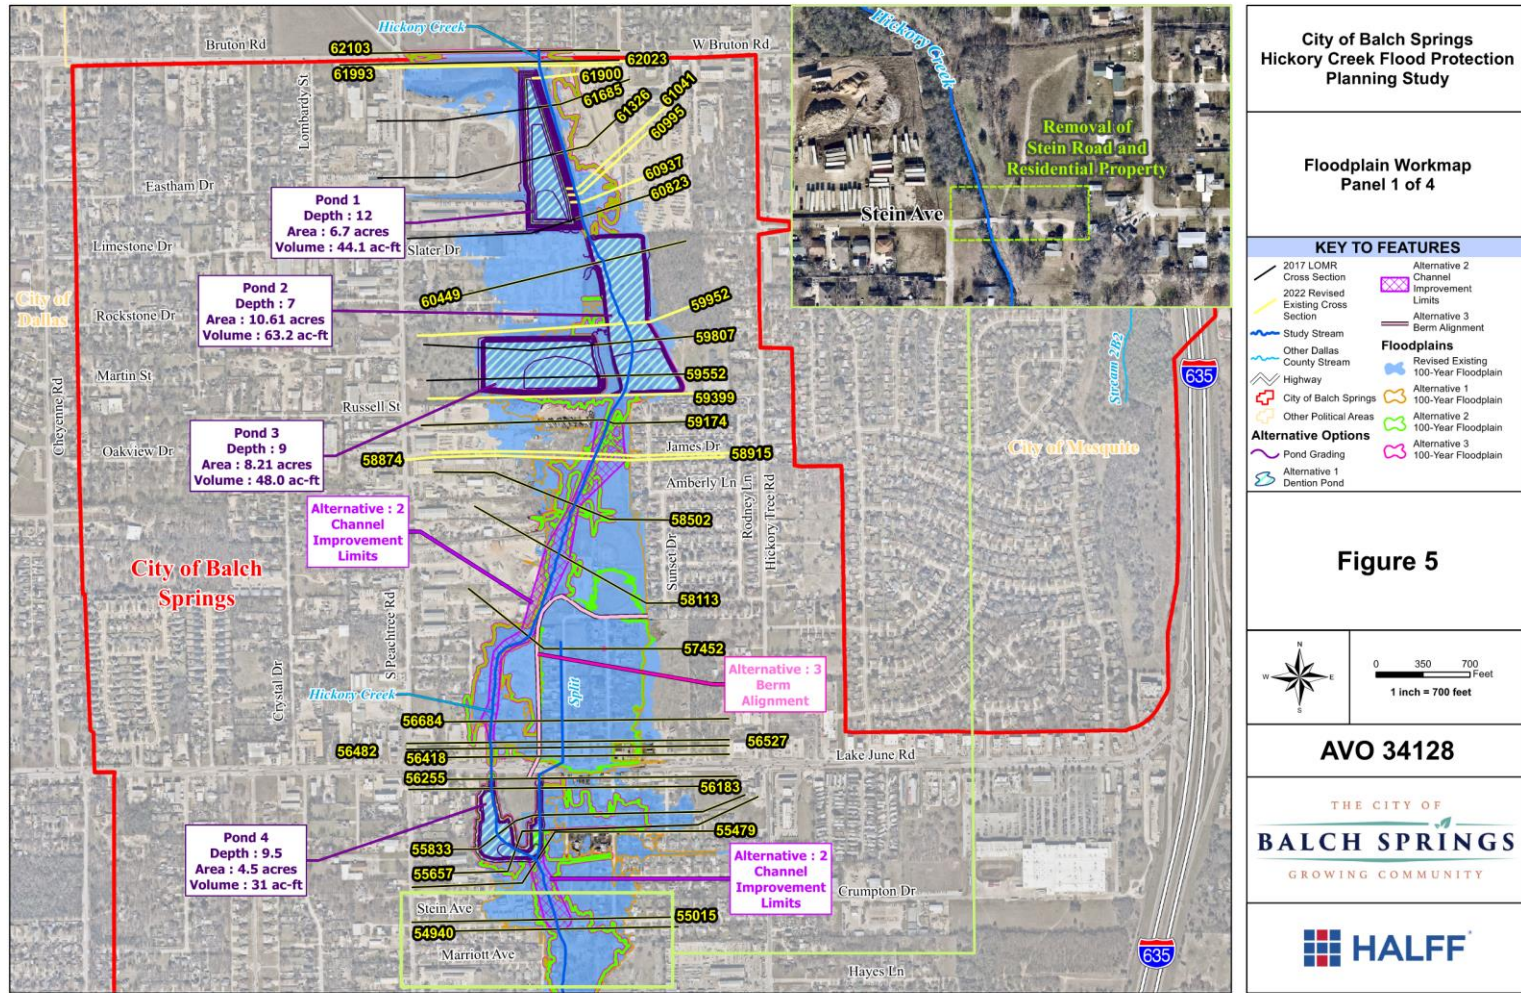 Hickory Creek
Bruton Rd
W Bruton Rd
62103
62023
61993
61900
61685
61326
61041
60995
60937
60823
Lombardy St
Eastham Dr
Pond 1
Depth : 12
Area : 6.7 acres
Volume : 44.1 ac-ft
Limestone Dr
Slater Dr
60449
City of
Dallas
Pond 2
Depth : 7
Area : 10.61 acres
Volume : 63.2 ac-ft
Rockstone Dr
59952
59807
Martin St
59552
59399
Cheyenne Rd
Russell St
59174
Oakview Dr
Pond 3
Depth : 9
Area : 8.21 acres
Volume : 48.0 ac-ft
58874
James Dr
58915
Amberly Ln
Rodney Ln
Hickory Tree Rd
Alternative : 2
Channel
Improvement
Limits
58502
Sunset Dr
City of Balch
Springs
58113
S Peachtree Rd
57452
Crystal Dr
Hickory Creek
Split
Alternative : 3
Berm
Alignment
56684
56482
56527
56418
Lake June Rd
56255
56183
Pond 4
Depth : 9.5
Area : 4.5 acres
Volume : 31 ac-ft
55833
55479
55657
Alternative : 2
Channel
Improvement
Limits
Crumpton Dr
Stein Ave
55015
54940
Marriott Ave
Hayes Ln
City of Mesquite
Stream 2B2
635
635
Hickory Creek
Removal of
Stein Road and
Residential Property
Stein Ave
City of Balch Springs
Hickory Creek Flood Protection
Planning Study
Floodplain Workmap
Panel 1 of 4
KEY TO FEATURES
2017 LOMR
Cross Section
2022 Revised
Existing Cross
Section
Study Stream
Other Dallas
County Stream
Highway
City of Balch Springs
Other Political Areas
Alternative Options
Pond Grading
Alternative 1
Dention Pond
Alternative 2
Channel
Improvement
Limits
Alternative 3
Berm Alignment
Floodplains
Revised Existing
100-Year Floodplain
Alternative 1
100-Year Floodplain
Alternative 2
100-Year Floodplain
Alternative 3
100-Year Floodplain
Figure 5
N
W E
S
0 350 700
Feet
1 inch = 700 feet
AVO 34128
THE CITY OF
BALCH SPRINGS
GROWING COMMUNITY
HALFF